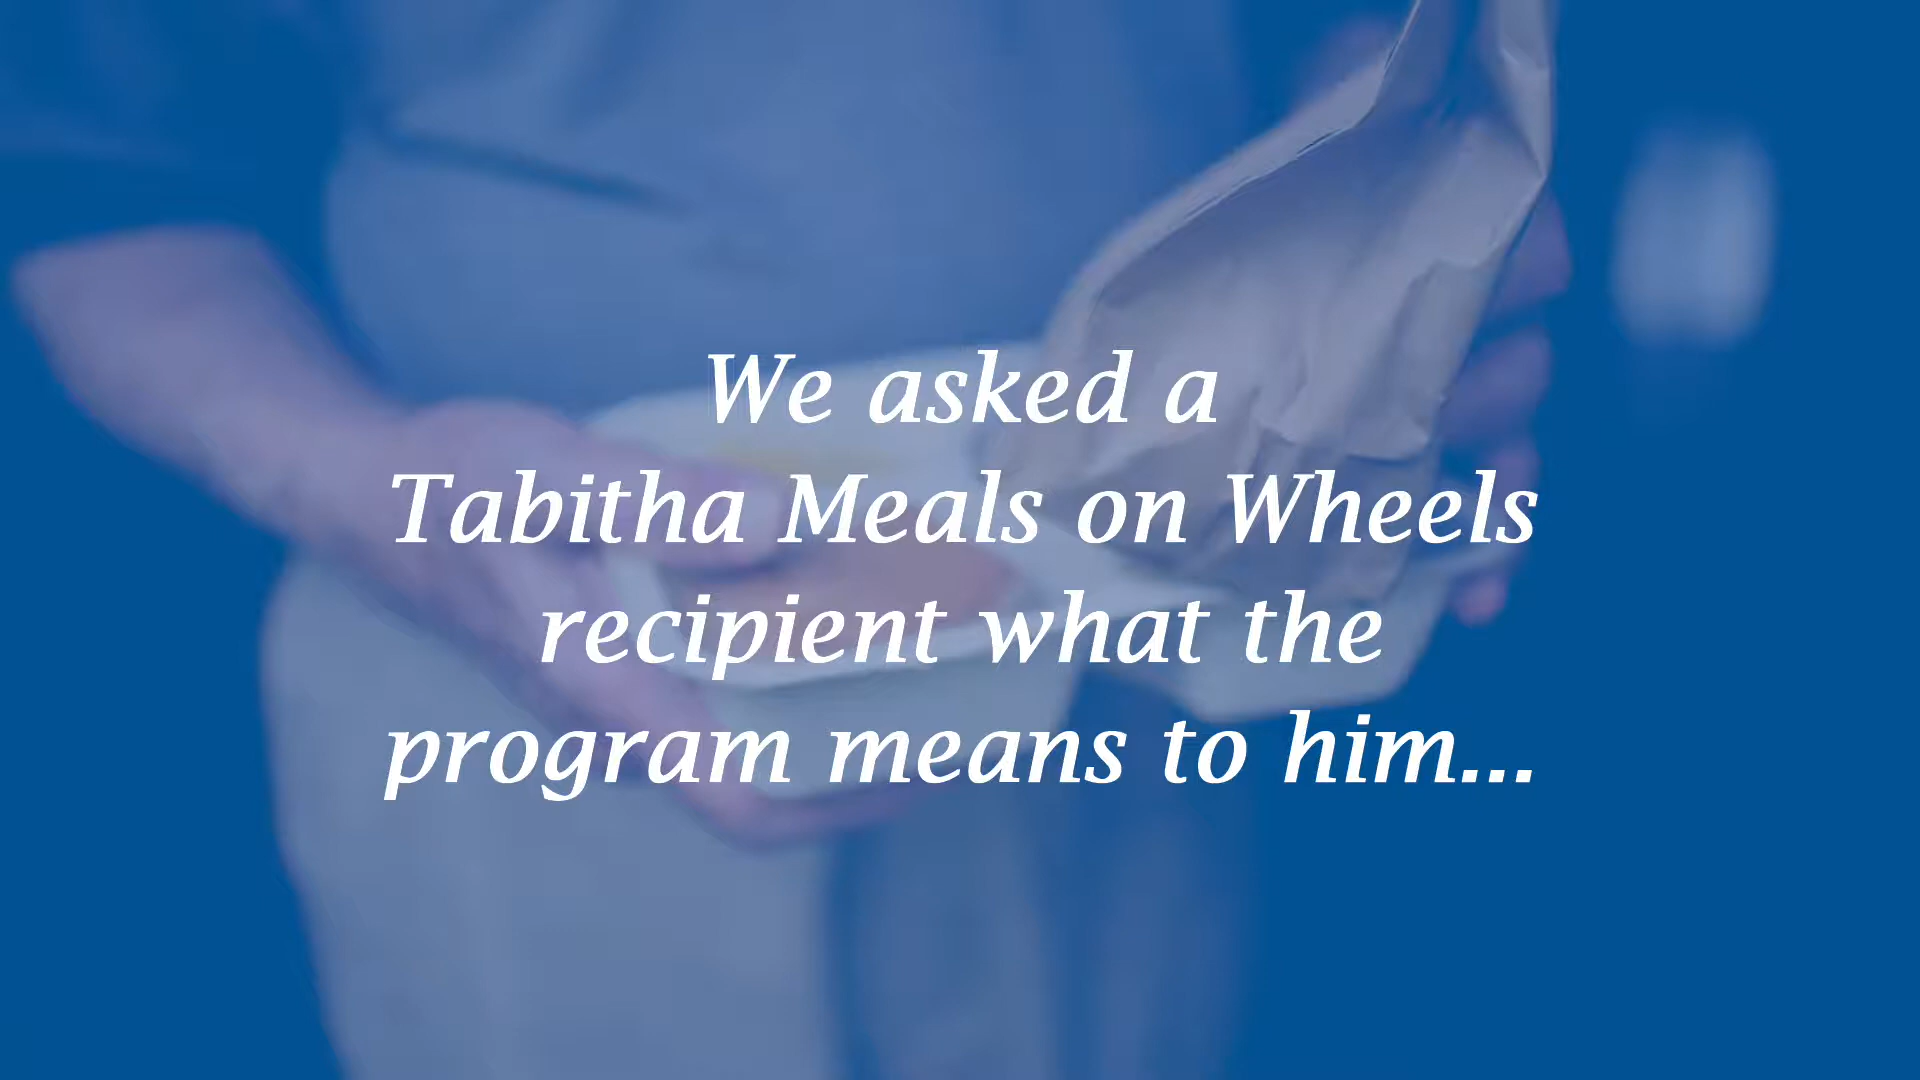 We asked a
Tabitha Meals on Wheels
recipient what the
program means to him...